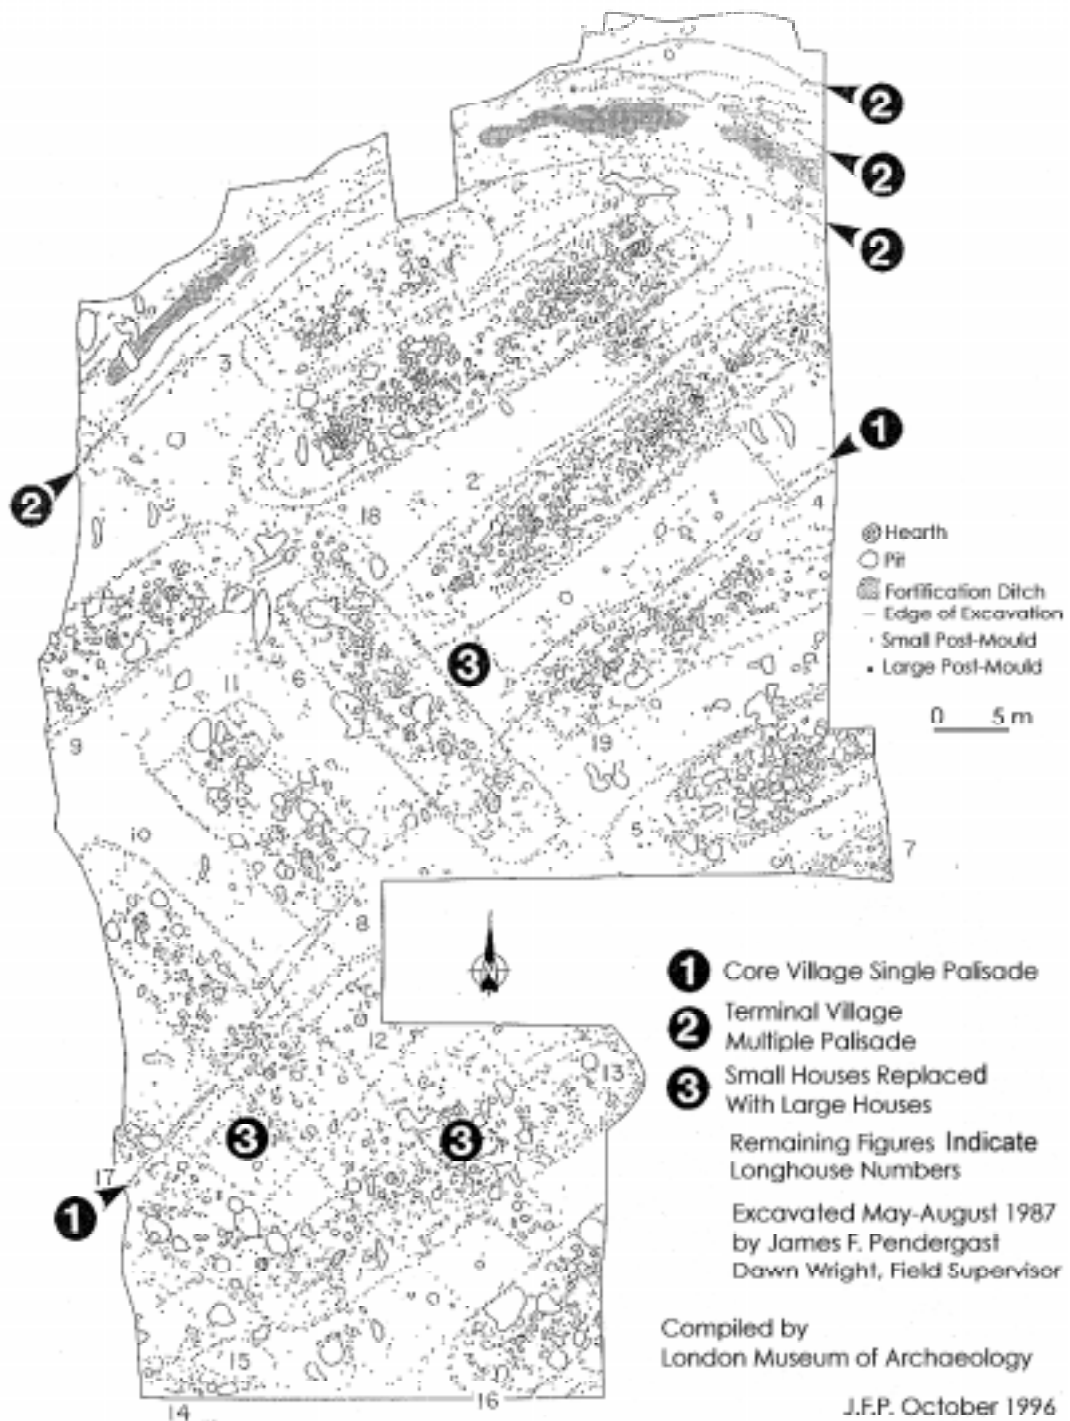 2
2
1
2
3
1
2
3
18
4
2
Hearth
Pit
Fortification Ditch
Edge of Excavation
Small Post-Mould
Large Post-Mould
3
11
6
0 5 m
9
19
10
5
7
8
1 Core Village Single Palisade
2 Terminal Village
Multiple Palisade
12
13
3 Small Houses Replaced
With Large Houses
3
3
Remaining Figures Indicate
Longhouse Numbers
17
1
Excavated May-August 1987
by James F. Pendergast
Dawn Wright, Field Supervisor
Compiled by
London Museum of Archaeology
15
16
14
J.F.P. October 1996